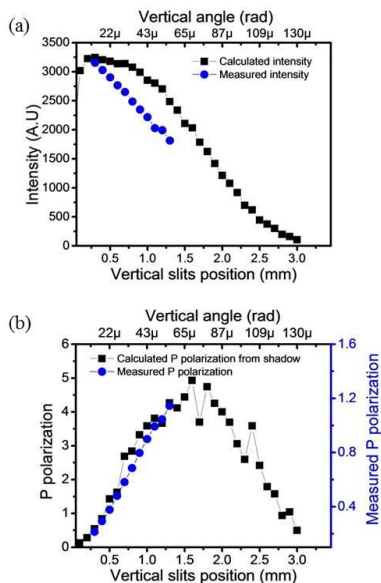 (a)
Vertical angle (rad)
22µ 43µ 65µ 87µ 109µ 130µ
3500
3000
2500
2000
1500
1000
500
0
Intensity (A.U)
Calculated intensity
Measured intensity
0.5 1.0 1.5 2.0 2.5 3.0
Vertical slits position (mm)
(b)
Vertical angle (rad)
22µ 43µ 65µ 87µ 109µ 130µ
6
5
4
3
2
1
0
P polarization
Calculated P polarization from shadow
Measured P polarization
1.6
1.2
0.8
0.4
Measured P polarization
0.5 1.0 1.5 2.0 2.5 3.0
Vertical slits position (mm)